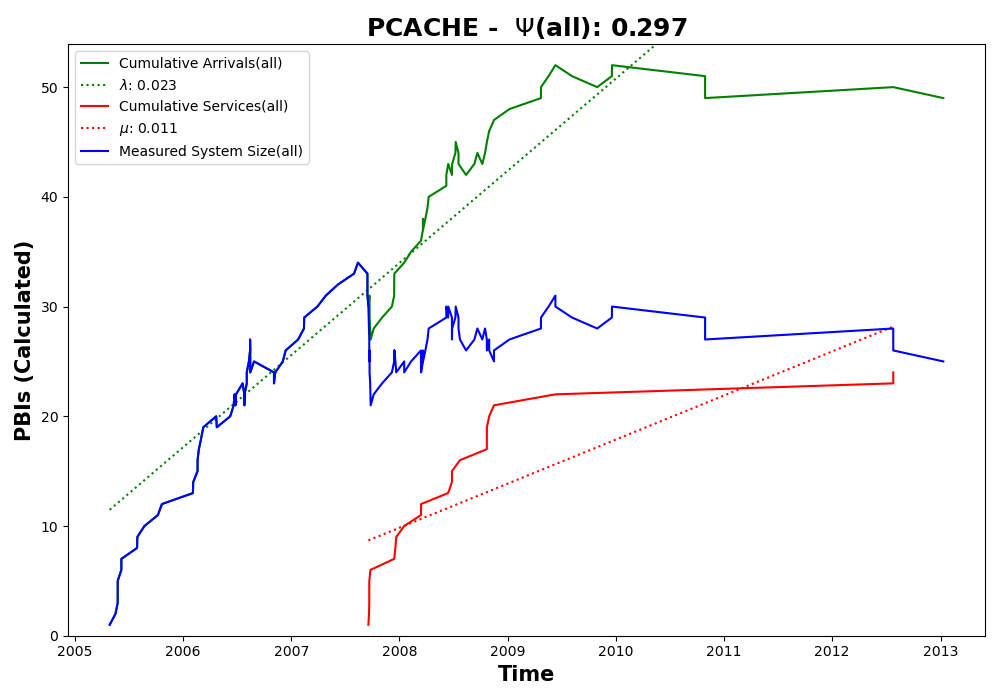 PCACHE - Ψ(all): 0.297
Cumulative Arrivals(all)
λ: 0.023
Cumulative Services(all)
μ: 0.011
Measured System Size(all)
PBIs (Calculated)
50
40
30
20
10
0
2005 2006 2007 2008 2009 2010 2011 2012 2013
Time